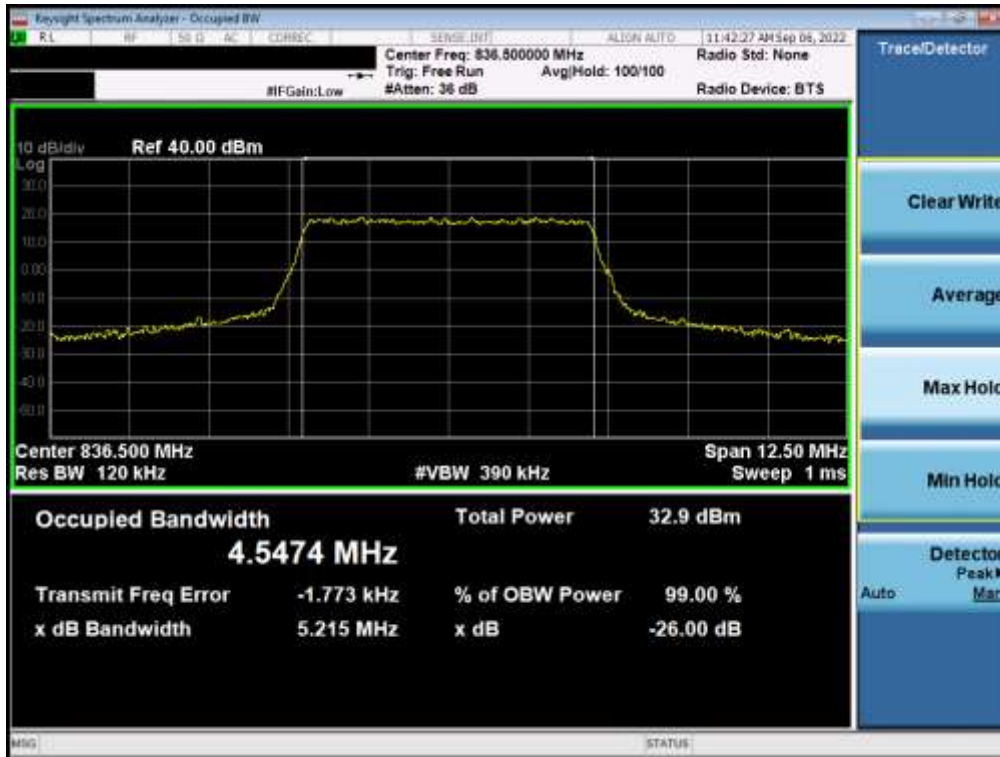 Keysight Spectrum Analyzer - Occupied BW
RL RF 50 Ω AC CORREC SENSE:INT ALIGN AUTO 11:42:27 AM Sep 06, 2022
Center Freq: 836.500000 MHz Radio Std: None
Trig: Free Run Avg|Hold: 100/100
#IFGain:Low #Atten: 36 dB Radio Device: BTS
Trace/Detector
10 dB/div Ref 40.00 dBm
Log
30.0
20.0
10.0
0.00
-10.0
-20.0
-30.0
-40.0
-50.0
Center 836.500 MHz Span 12.50 MHz
Res BW 120 kHz #VBW 390 kHz Sweep 1 ms
Occupied Bandwidth Total Power 32.9 dBm
4.5474 MHz
Transmit Freq Error -1.773 kHz % of OBW Power 99.00 %
x dB Bandwidth 5.215 MHz x dB -26.00 dB
Clear Write
Average
Max Hold
Min Hold
Detector
Peak
Auto Man
MSG STATUS